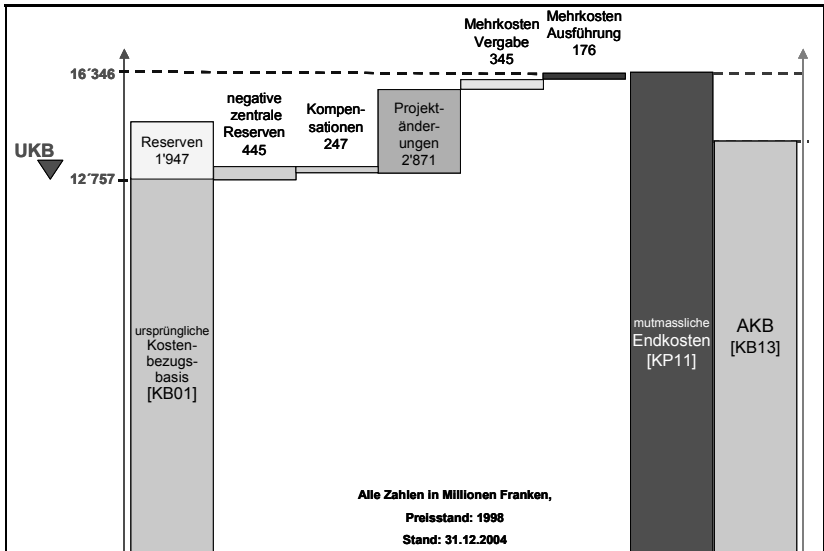 Mehrkosten
Vergabe
345
Mehrkosten
Ausführung
176
16´346
negative
zentrale
Reserven
445
Kompen-
sationen
247
Projekt-
änder-
ungen
2'871
Reserven
1'947
UKB
12´757
ursprüngliche
Kosten-
bezugs-
basis
[KB01]
mutmassliche
Endkosten
[KP11]
AKB
[KB13]
Alle Zahlen in Millionen Franken,
Preisstand: 1998
Stand: 31.12.2004